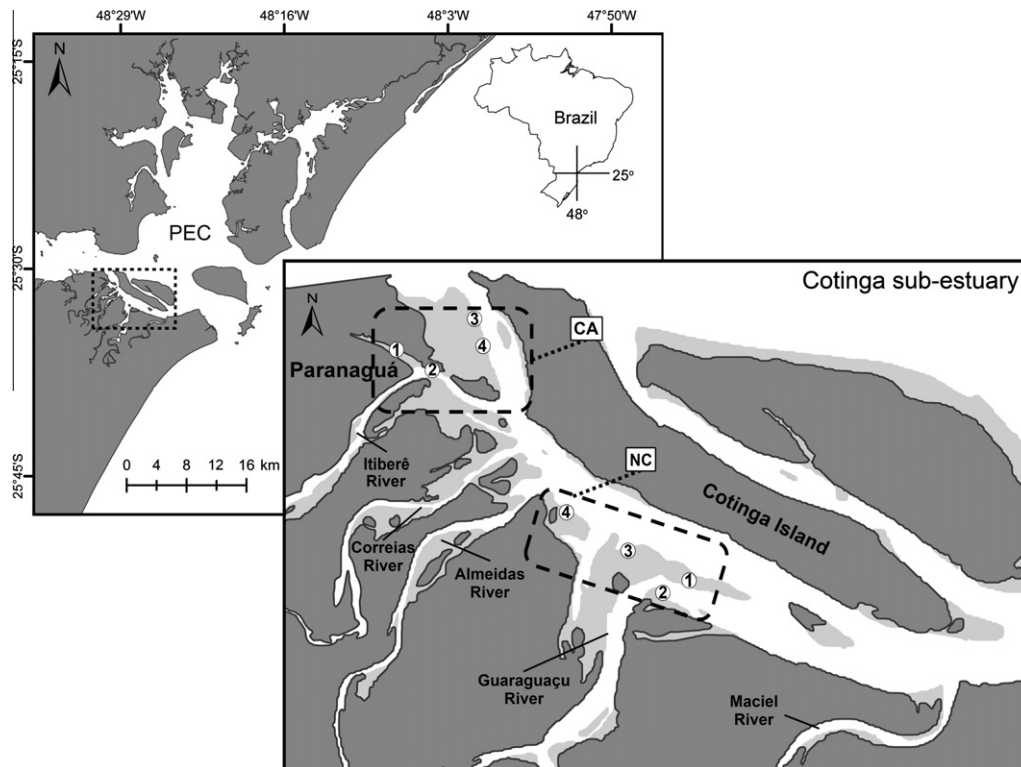 48°29'W
48°16'W
48°3'W
47°50'W
25°15'S
25°30'S
25°45'S
N
Brazil
25°
48°
PEC
0 4 8 12 16 km
Cotinga sub-estuary
N
CA
3
4
1
2
Paranaguá
Itiberê
River
NC
4
3
1
2
Cotinga Island
Correias
River
Almeidas
River
Guaraguaçu
River
Maciel
River